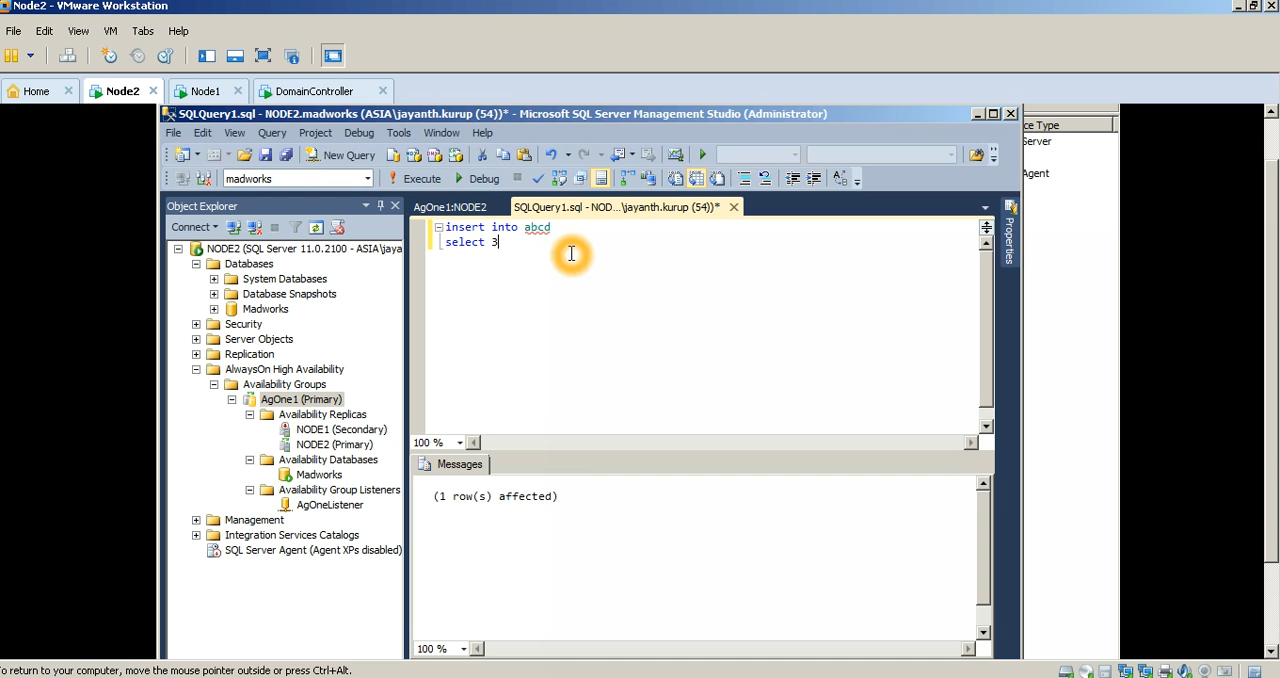 Node2 - VMware Workstation
File Edit View VM Tabs Help
Home Node2 Node1 DomainController
SQLQuery1.sql - NODE2.madworks (ASIA\jayanth.kurup (54))* - Microsoft SQL Server Management Studio (Administrator)
ce Type
File Edit View Query Project Debug Tools Window Help
Server
New Query
madworks Execute Debug
Agent
Object Explorer
AgOne1:NODE2 SQLQuery1.sql - NOD...\jayanth.kurup (54))*
Connect
Properties
NODE2 (SQL Server 11.0.2100 - ASIA\jaya
Databases
System Databases
Database Snapshots
Madworks
Security
Server Objects
Replication
AlwaysOn High Availability
Availability Groups
AgOne1 (Primary)
Availability Replicas
NODE1 (Secondary)
NODE2 (Primary)
Availability Databases
Madworks
Availability Group Listeners
AgOneListener
Management
Integration Services Catalogs
SQL Server Agent (Agent XPs disabled)
insert into abcd
select 3
100 %
Messages
(1 row(s) affected)
100 %
o return to your computer, move the mouse pointer outside or press Ctrl+Alt.